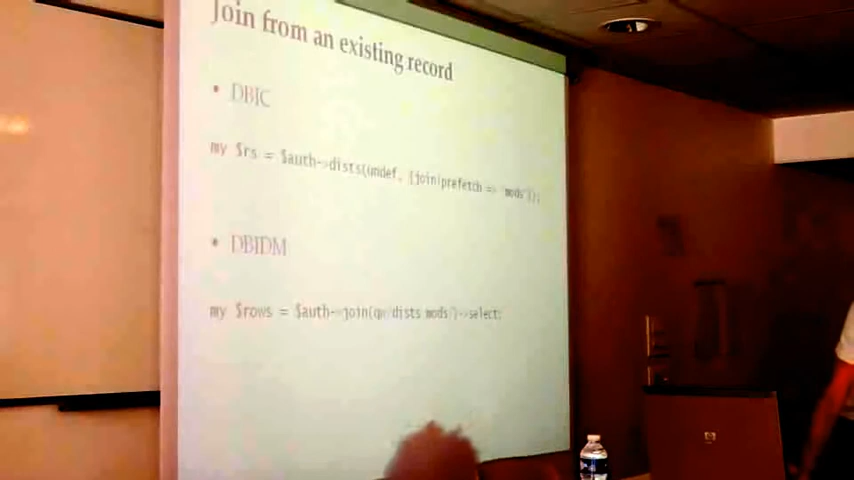 Join from an existing record
• DBIC
my $rs = $auth->dists(undef, {join|prefetch => 'mods'});
• DBIDM
my $rows = $auth->join(qw/dists mods/)->select;
hp